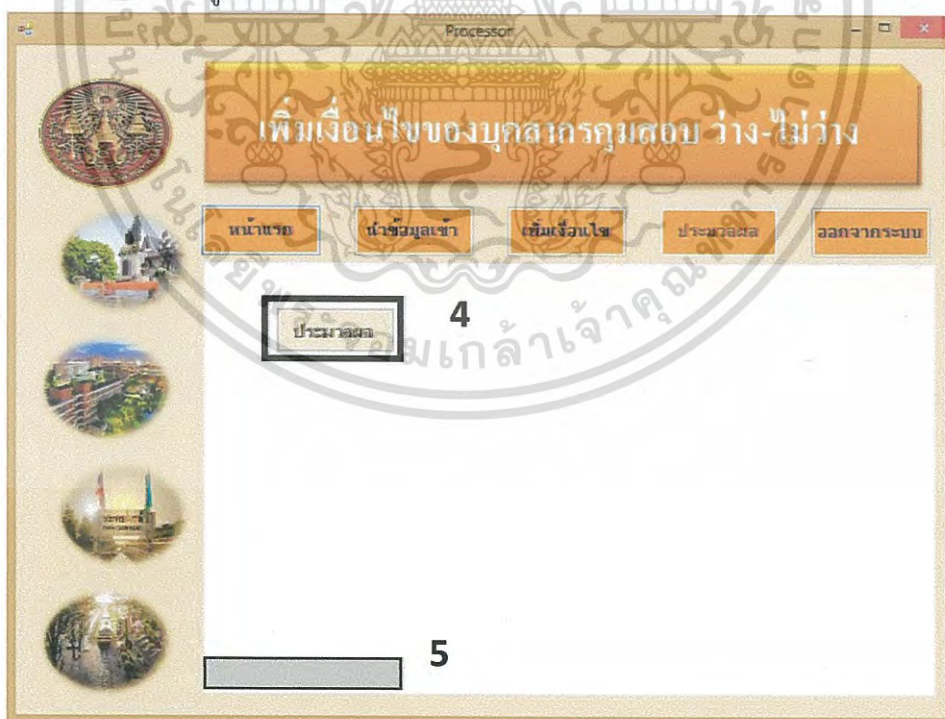 Processor
เพิ่มเงื่อนไขของบุคลากรคุมสอบ ว่าง-ไม่ว่าง
หน้าแรก นำข้อมูลเข้า เพิ่มเงื่อนไข ประมวลผล ออกจากระบบ
ประมวลผล 4
5